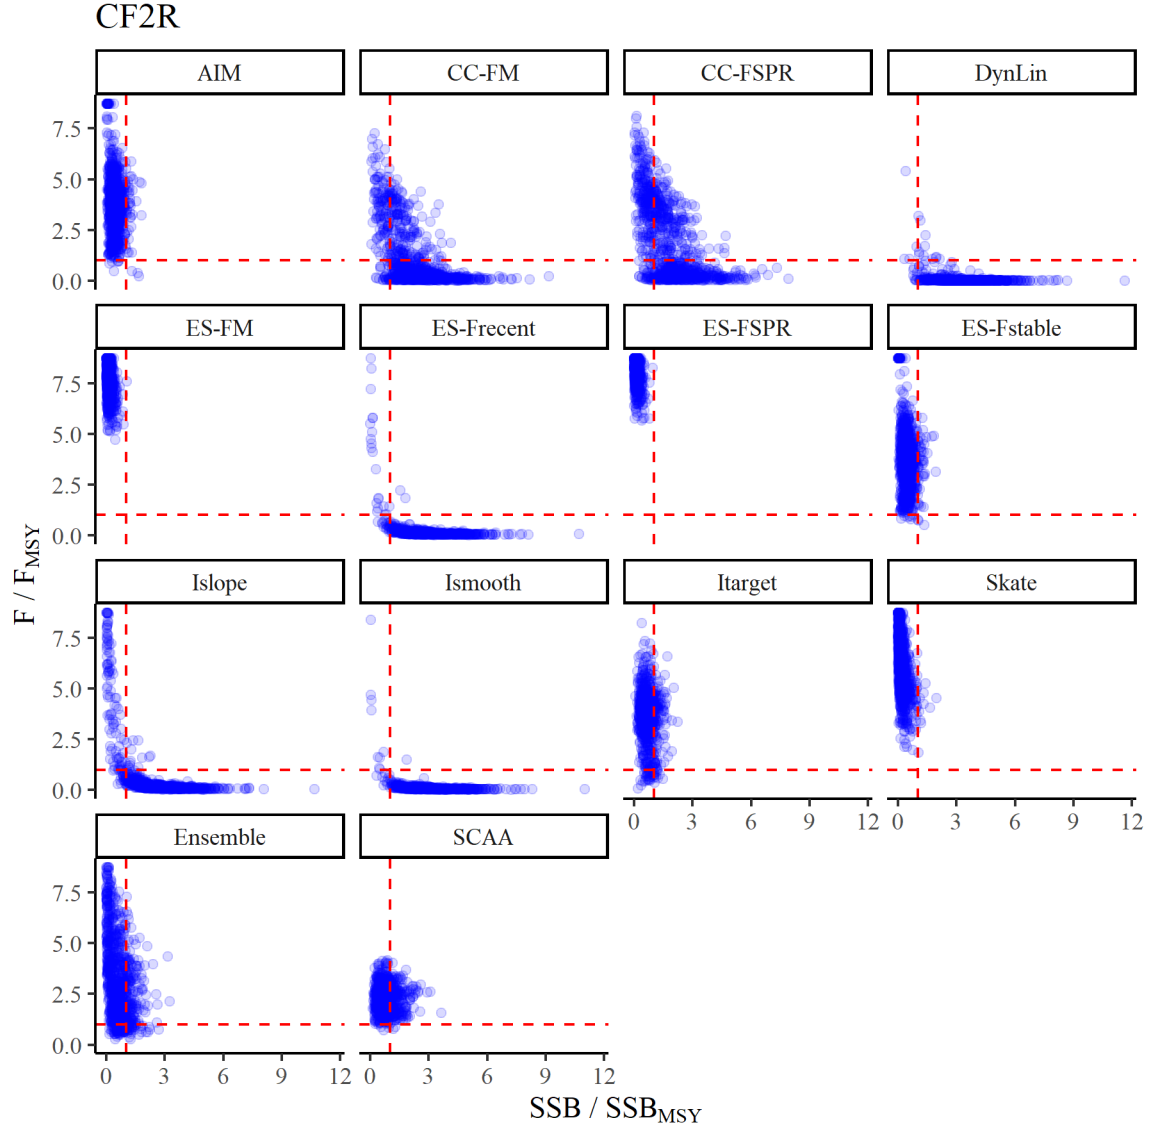 CF2R
AIM CC-FM CC-FSPR DynLin
7.5
5.0
2.5
0.0
ES-FM ES-Frecent ES-FSPR ES-Fstable
7.5
5.0
2.5
0.0
Islope Ismooth Itarget Skate
7.5
5.0
2.5
0.0
0 3 6 9 12 0 3 6 9 12
Ensemble SCAA
7.5
5.0
2.5
0.0
0 3 6 9 12 0 3 6 9 12
F / FMSY
SSB / SSBMSY